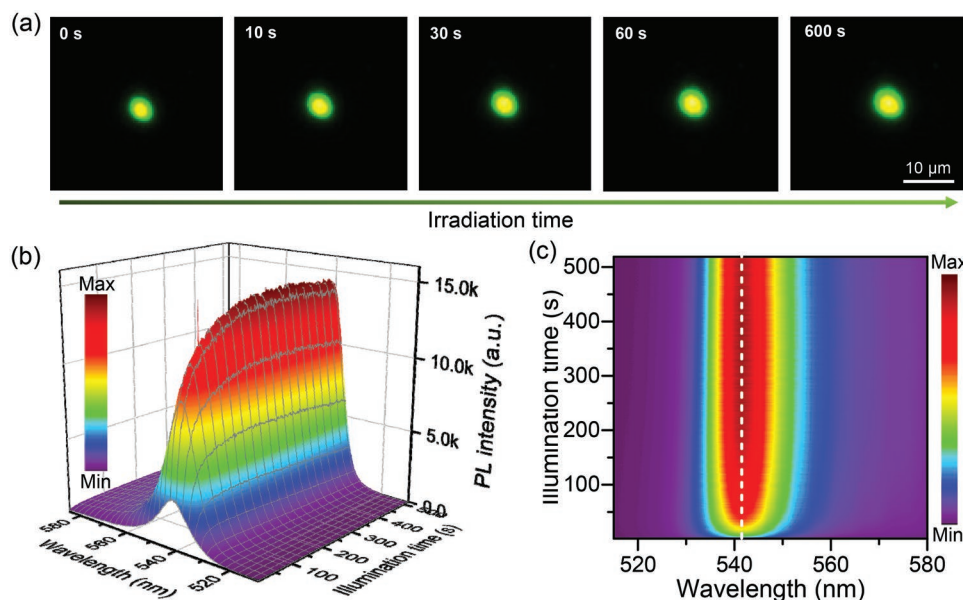 (a)
0 s
10 s
30 s
60 s
600 s
10 µm
Irradiation time
(b)
Max
Min
15.0k
10.0k
5.0k
0.0
PL intensity (a.u.)
580
560
540
520
Wavelength (nm)
100
200
300
400
Illumination time (s)
(c)
500
400
300
200
100
Illumination time (s)
520
540
560
580
Wavelength (nm)
Max
Min